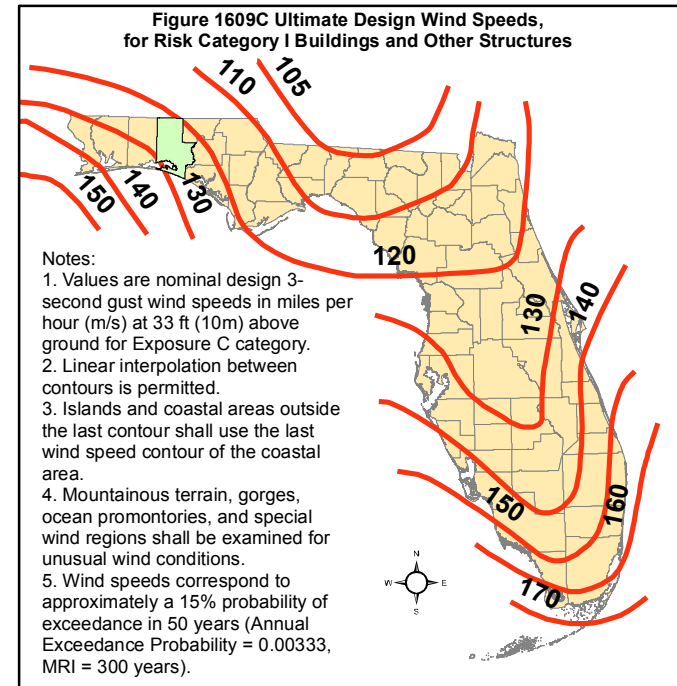 Figure 1609C Ultimate Design Wind Speeds,
for Risk Category I Buildings and Other Structures
105
110
150
140
130
120
Notes:
1. Values are nominal design 3-
second gust wind speeds in miles per
hour (m/s) at 33 ft (10m) above
ground for Exposure C category.
2. Linear interpolation between
contours is permitted.
3. Islands and coastal areas outside
the last contour shall use the last
wind speed contour of the coastal
area.
4. Mountainous terrain, gorges,
ocean promontories, and special
wind regions shall be examined for
unusual wind conditions.
5. Wind speeds correspond to
approximately a 15% probability of
exceedance in 50 years (Annual
Exceedance Probability = 0.00333,
MRI = 300 years).
130
140
150
160
170
N
W E
S